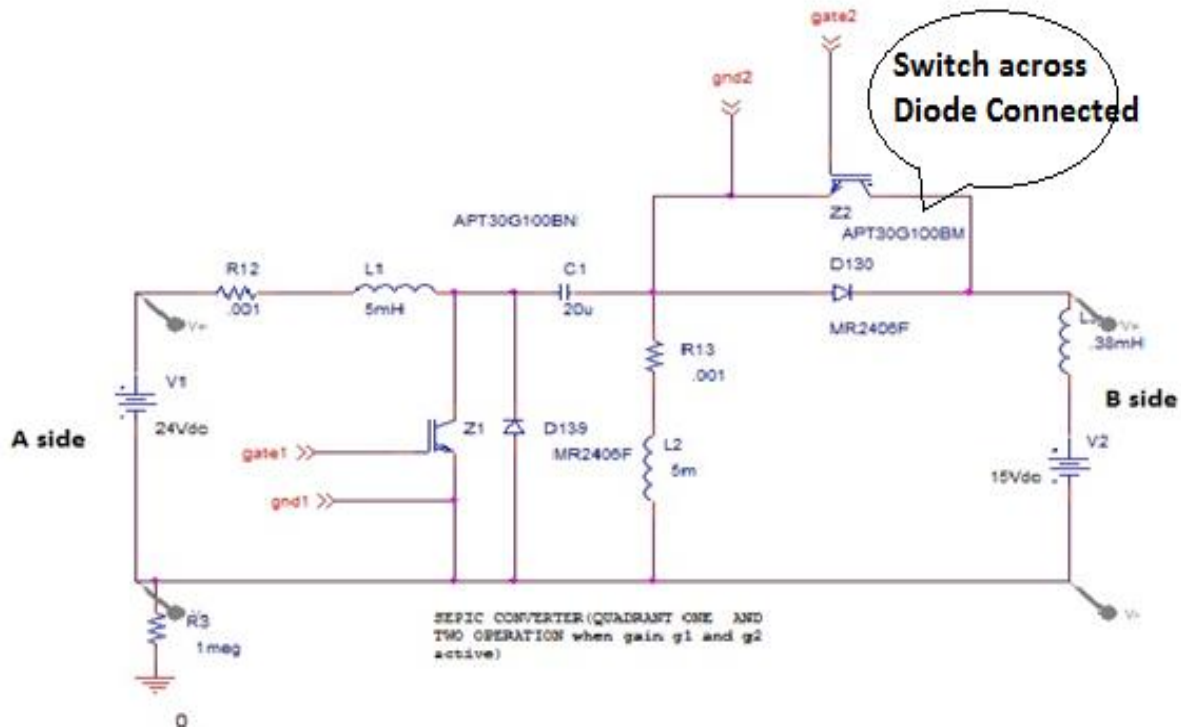 gate2
Switch across
Diode Connected
gnd2
Z2
APT30G100BN
APT30G100BM
R12
.001
L1
5mH
C1
20u
D130
MR2406F
V+
V+
R13
.001
.38mH
V1
24Vdc
A side
B side
Z1
D139
MR2406F
gate1
gnd1
L2
5m
V2
15Vdc
R3
1meg
V-
SEPIC CONVERTER(QUADRANT ONE AND
TWO OPERATION when gain g1 and g2
active)
0